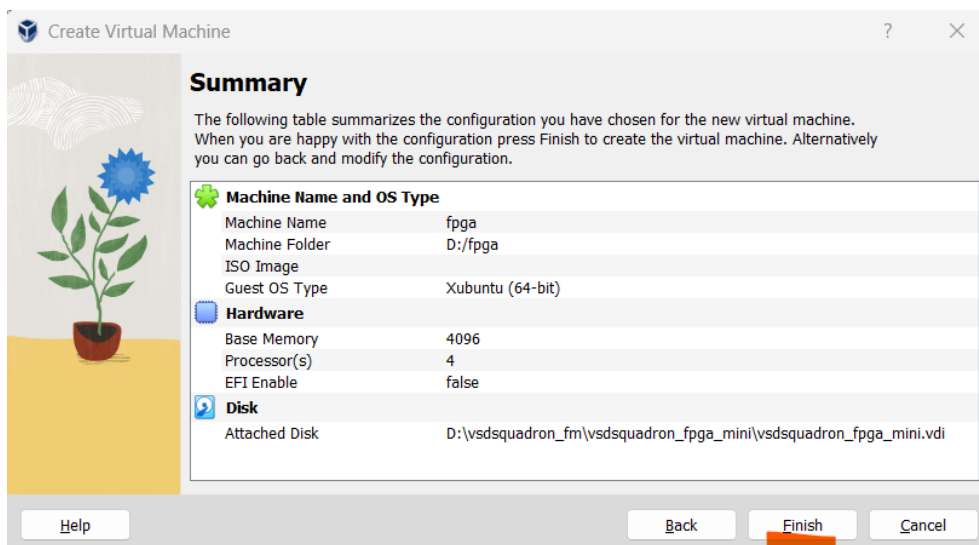 Create Virtual Machine
?
Summary
The following table summarizes the configuration you have chosen for the new virtual machine.
When you are happy with the configuration press Finish to create the virtual machine. Alternatively
you can go back and modify the configuration.
Machine Name and OS Type
Machine Name fpga
Machine Folder D:/fpga
ISO Image
Guest OS Type Xubuntu (64-bit)
Hardware
Base Memory 4096
Processor(s) 4
EFI Enable false
Disk
Attached Disk D:\vsdsquadron_fm\vsdsquadron_fpga_mini\vsdsquadron_fpga_mini.vdi
Help Back Finish Cancel